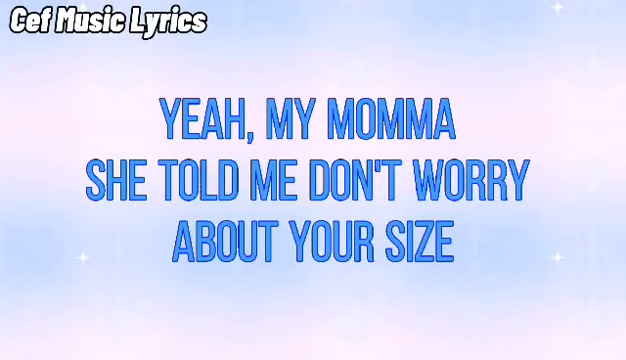 Cef Music Lyrics
YEAH, MY MOMMA
SHE TOLD ME DON'T WORRY
ABOUT YOUR SIZE